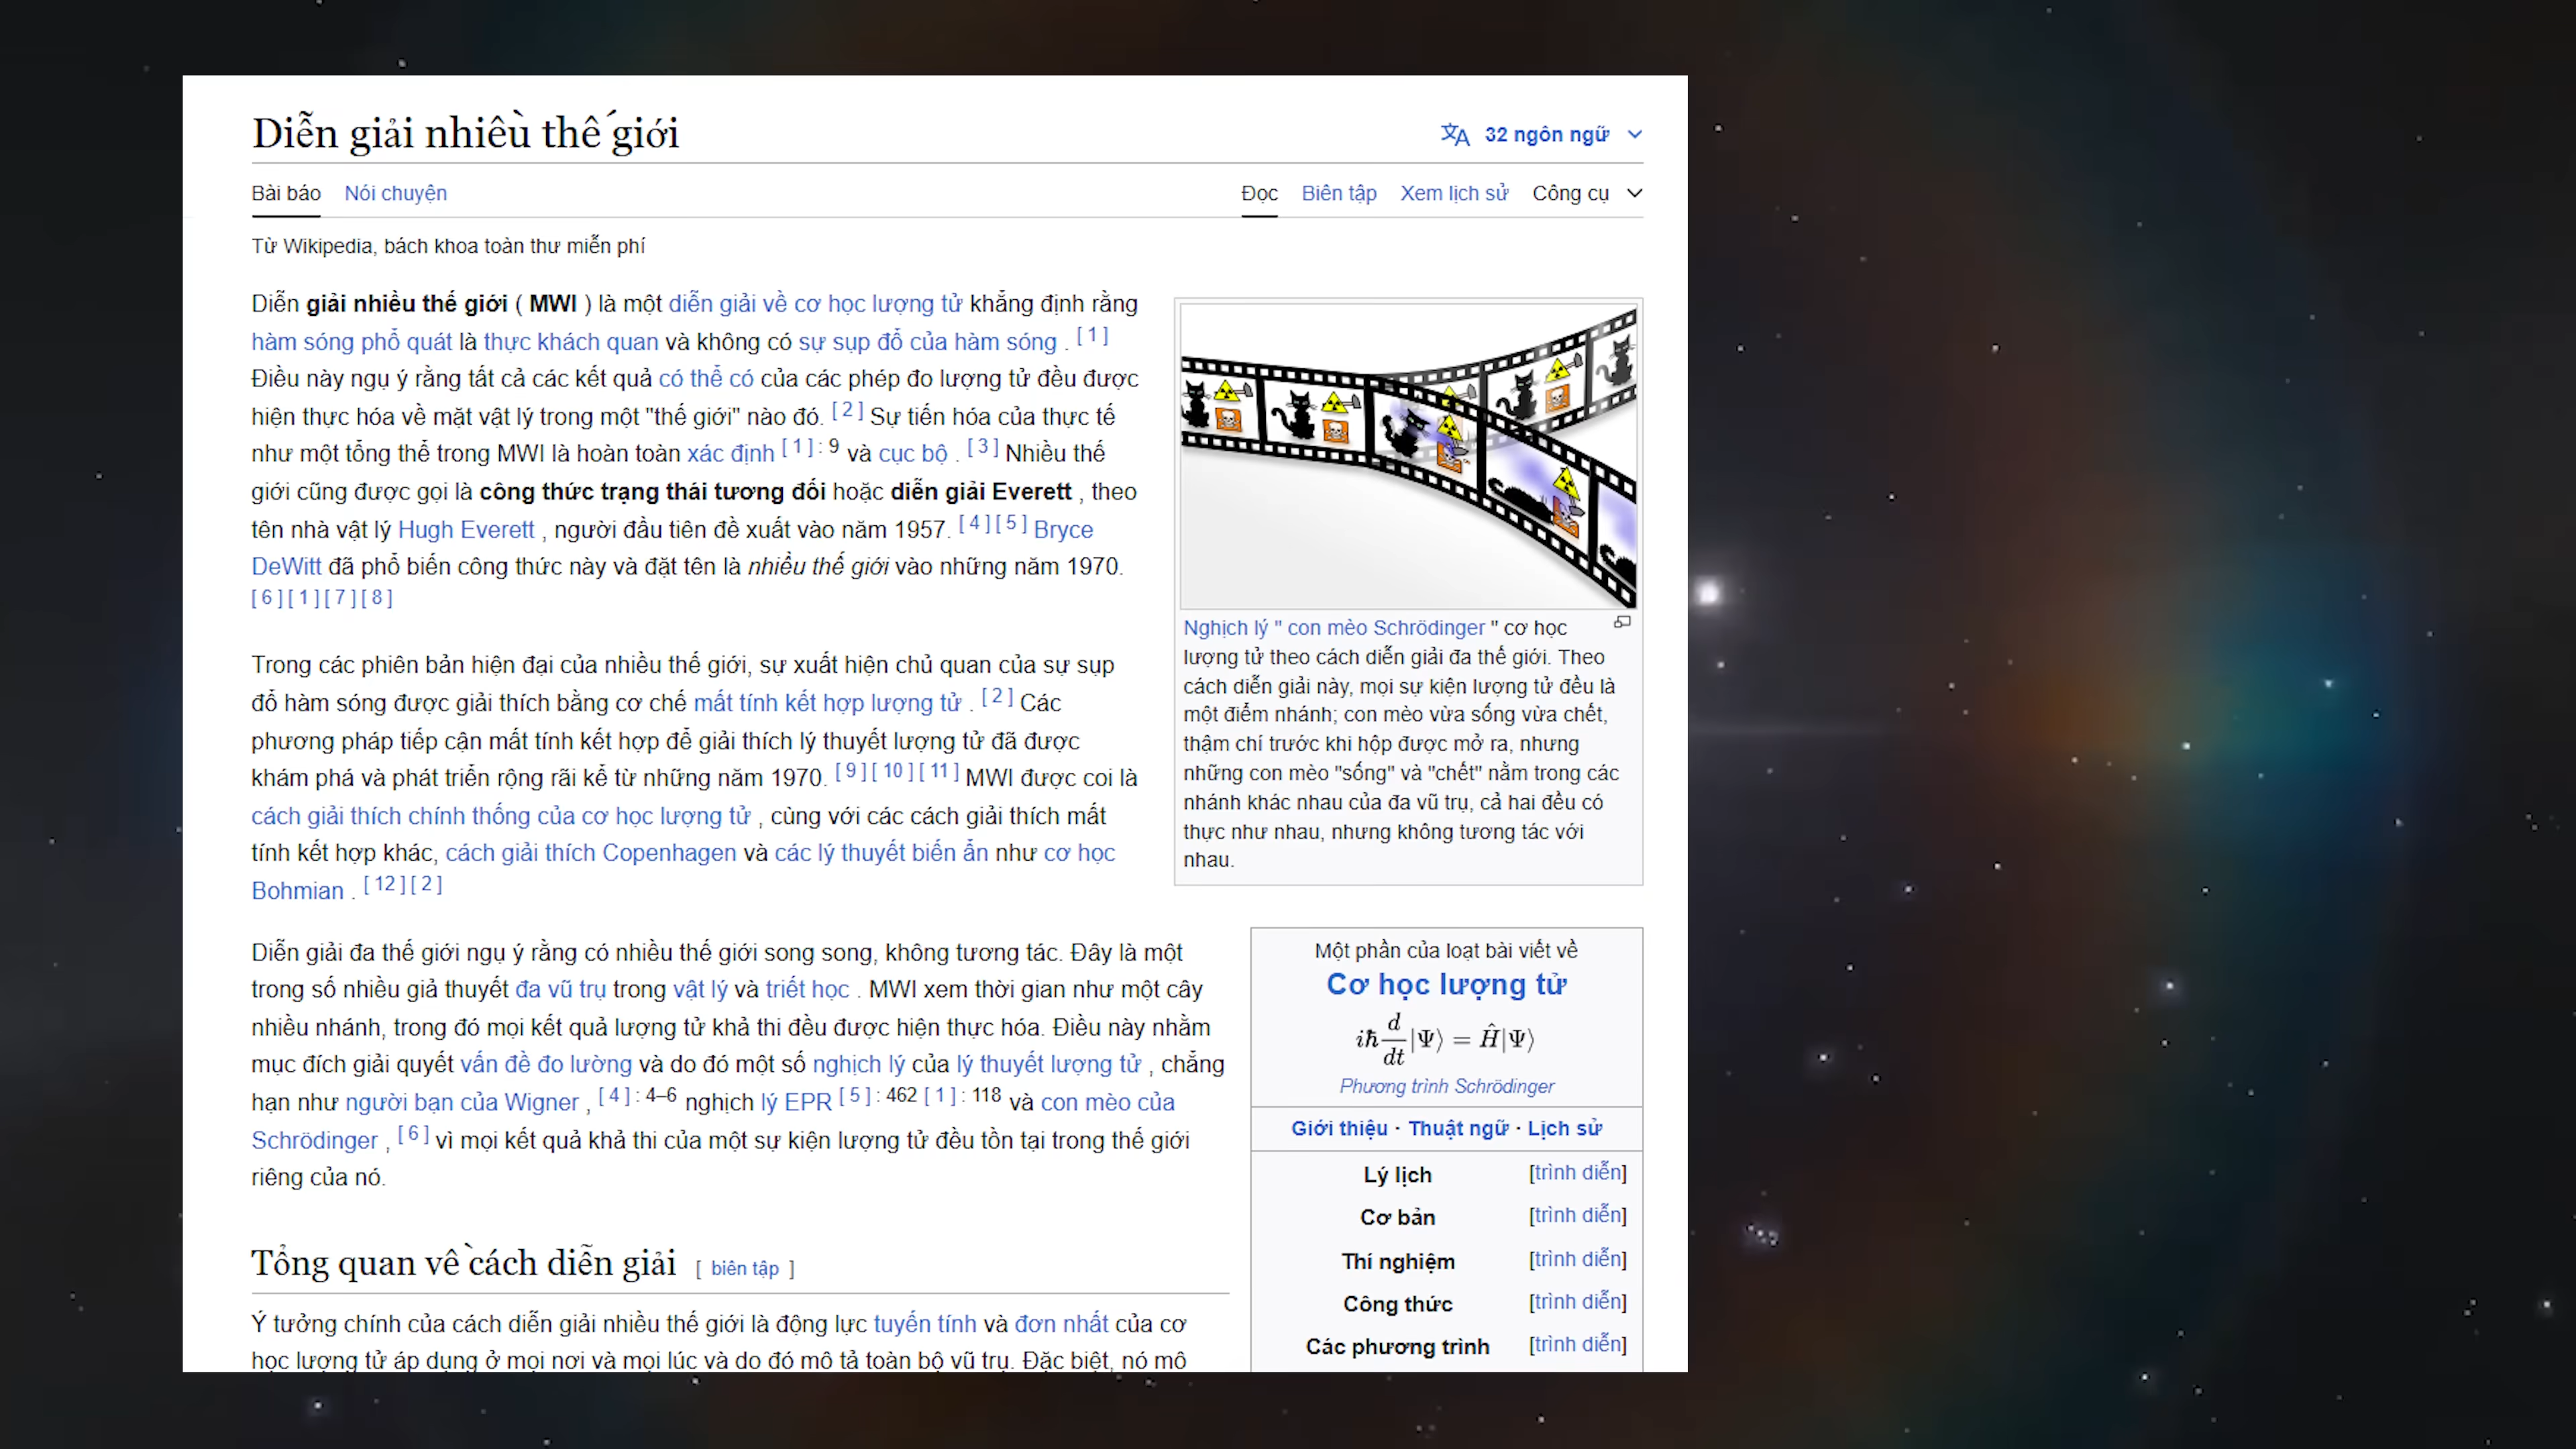 Diễn giải nhiều thế giới
32 ngôn ngữ
Bài báo Nói chuyện
Đọc Biên tập Xem lịch sử Công cụ
Từ Wikipedia, bách khoa toàn thư miễn phí
Diễn giải nhiều thế giới ( MWI ) là một diễn giải về cơ học lượng tử khẳng định rằng
hàm sóng phổ quát là thực khách quan và không có sự sụp đổ của hàm sóng . [ 1 ]
Điều này ngụ ý rằng tất cả các kết quả có thể có của các phép đo lượng tử đều được
hiện thực hóa về mặt vật lý trong một "thế giới" nào đó. [ 2 ] Sự tiến hóa của thực tế
như một tổng thể trong MWI là hoàn toàn xác định [ 1 ] : 9 và cục bộ . [ 3 ] Nhiều thế
giới cũng được gọi là công thức trạng thái tương đối hoặc diễn giải Everett , theo
tên nhà vật lý Hugh Everett , người đầu tiên đề xuất vào năm 1957. [ 4 ] [ 5 ] Bryce
DeWitt đã phổ biến công thức này và đặt tên là nhiều thế giới vào những năm 1970.
[ 6 ] [ 1 ] [ 7 ] [ 8 ]
Nghịch lý " con mèo Schrödinger " cơ học
lượng tử theo cách diễn giải đa thế giới. Theo
cách diễn giải này, mọi sự kiện lượng tử đều là
một điểm nhánh; con mèo vừa sống vừa chết,
thậm chí trước khi hộp được mở ra, nhưng
những con mèo "sống" và "chết" nằm trong các
nhánh khác nhau của đa vũ trụ, cả hai đều có
thực như nhau, nhưng không tương tác với
nhau.
Trong các phiên bản hiện đại của nhiều thế giới, sự xuất hiện chủ quan của sự sụp
đổ hàm sóng được giải thích bằng cơ chế mất tính kết hợp lượng tử . [ 2 ] Các
phương pháp tiếp cận mất tính kết hợp để giải thích lý thuyết lượng tử đã được
khám phá và phát triển rộng rãi kể từ những năm 1970. [ 9 ] [ 10 ] [ 11 ] MWI được coi là
cách giải thích chính thống của cơ học lượng tử , cùng với các cách giải thích mất
tính kết hợp khác, cách giải thích Copenhagen và các lý thuyết biến ẩn như cơ học
Bohmian . [ 12 ] [ 2 ]
Diễn giải đa thế giới ngụ ý rằng có nhiều thế giới song song, không tương tác. Đây là một
trong số nhiều giả thuyết đa vũ trụ trong vật lý và triết học . MWI xem thời gian như một cây
nhiều nhánh, trong đó mọi kết quả lượng tử khả thi đều được hiện thực hóa. Điều này nhằm
mục đích giải quyết vấn đề đo lường và do đó một số nghịch lý của lý thuyết lượng tử , chẳng
hạn như người bạn của Wigner , [ 4 ] : 4–6 nghịch lý EPR [ 5 ] : 462 [ 1 ] : 118 và con mèo của
Schrödinger , [ 6 ] vì mọi kết quả khả thi của một sự kiện lượng tử đều tồn tại trong thế giới
riêng của nó.
Một phần của loạt bài viết về
Cơ học lượng tử
iħ d/dt |Ψ⟩ = Ĥ|Ψ⟩
Phương trình Schrödinger
Giới thiệu · Thuật ngữ · Lịch sử
Lý lịch [trình diễn]
Cơ bản [trình diễn]
Thí nghiệm [trình diễn]
Công thức [trình diễn]
Các phương trình [trình diễn]
Tổng quan về cách diễn giải [ biên tập ]
Ý tưởng chính của cách diễn giải nhiều thế giới là động lực tuyến tính và đơn nhất của cơ
học lượng tử áp dụng ở mọi nơi và mọi lúc và do đó mô tả toàn bộ vũ trụ. Đặc biệt, nó mô